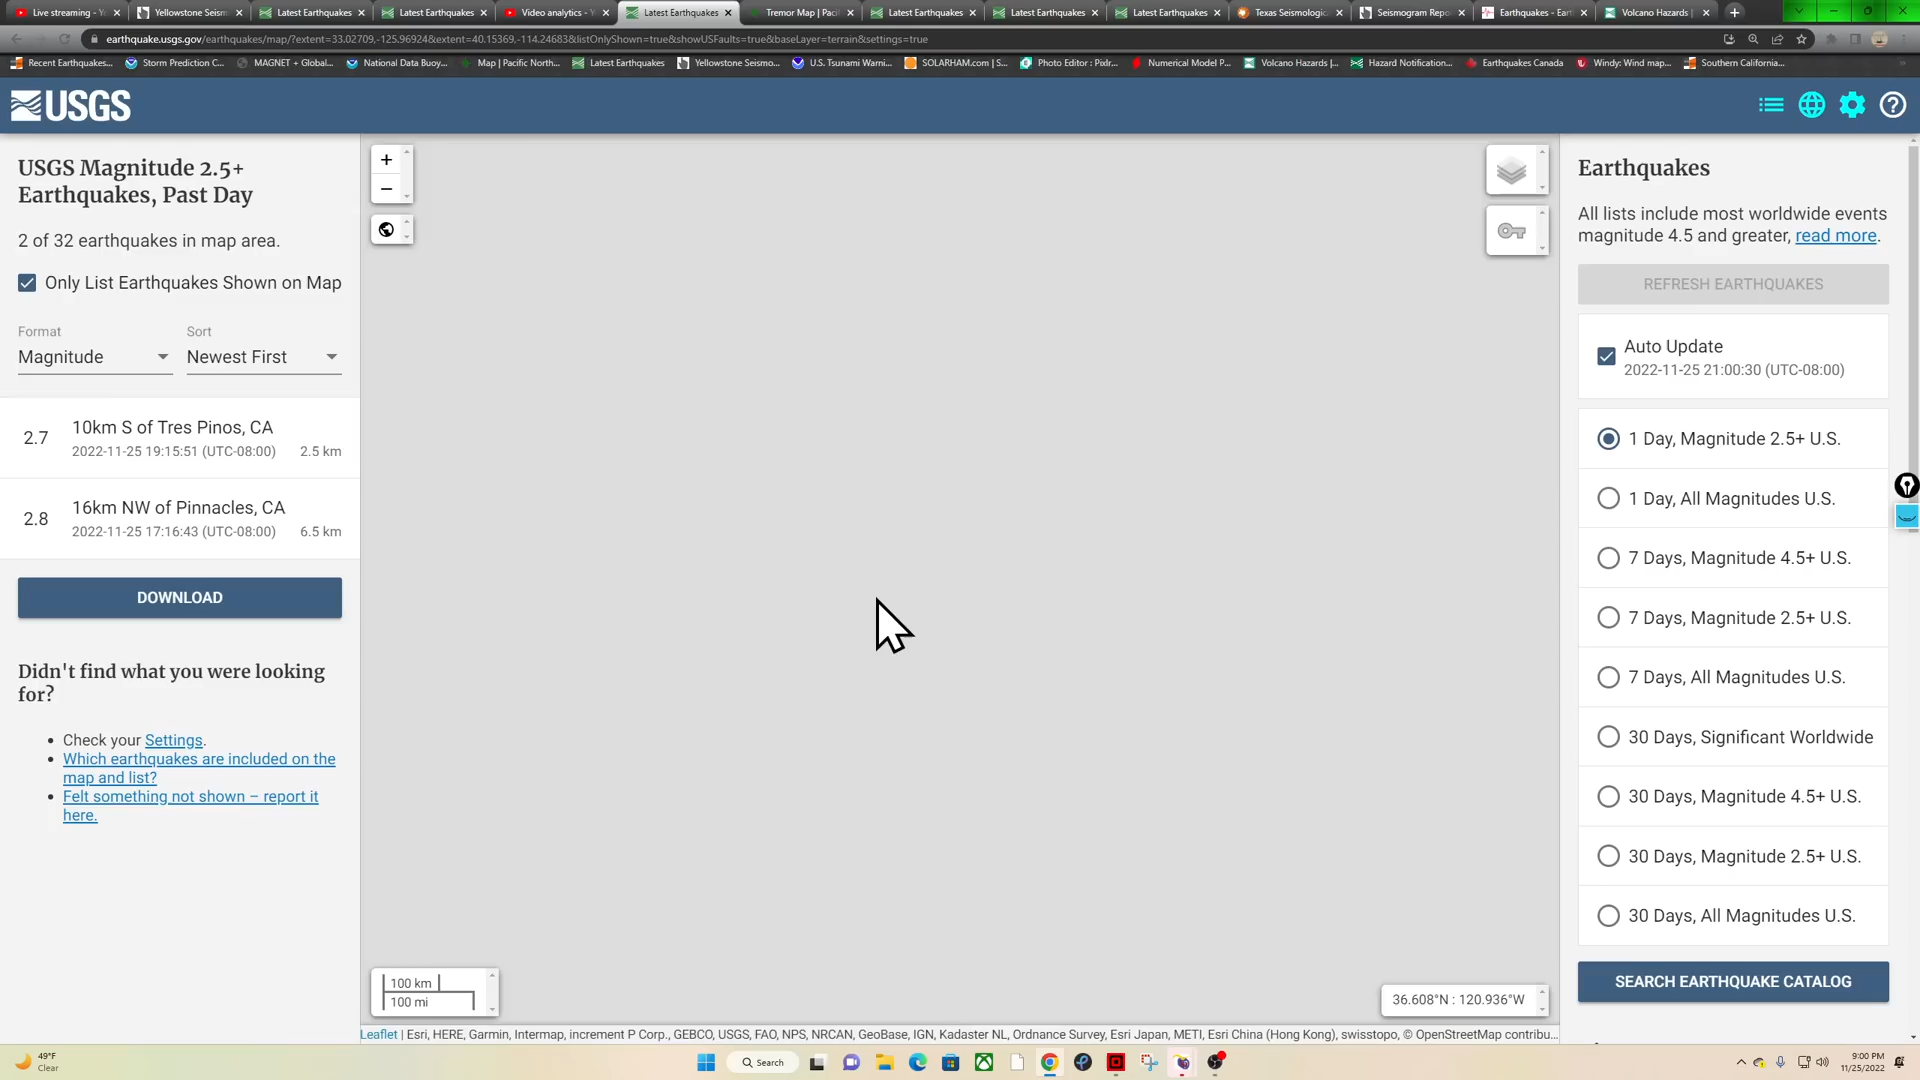 Live streaming - Yo
Yellowstone Seism
Latest Earthquakes
Latest Earthquakes
Video analytics - Y
Latest Earthquakes
Tremor Map | Paci
Latest Earthquakes
Latest Earthquakes
Latest Earthquakes
Texas Seismologic
Seismogram Repo
Earthquakes - Eart
Volcano Hazards |
earthquake.usgs.gov/earthquakes/map/?extent=33.02709,-125.96924&extent=40.15369,-114.24683&listOnlyShown=true&showUSFaults=true&baseLayer=terrain&settings=true
Recent Earthquakes...
Storm Prediction C...
MAGNET + Global...
National Data Buoy...
Map | Pacific North...
Latest Earthquakes
Yellowstone Seismo...
U.S. Tsunami Warni...
SOLARHAM.com | S...
Photo Editor : Pixlr...
Numerical Model P...
Volcano Hazards |...
Hazard Notification...
Earthquakes Canada
Windy: Wind map...
Southern California...
USGS
USGS Magnitude 2.5+
Earthquakes, Past Day
2 of 32 earthquakes in map area.
Only List Earthquakes Shown on Map
Format
Sort
Magnitude
Newest First
2.7
10km S of Tres Pinos, CA
2022-11-25 19:15:51 (UTC-08:00)
2.5 km
2.8
16km NW of Pinnacles, CA
2022-11-25 17:16:43 (UTC-08:00)
6.5 km
DOWNLOAD
Didn't find what you were looking
for?
Check your Settings.
Which earthquakes are included on the
map and list?
Felt something not shown – report it
here.
+
−
100 km
100 mi
36.608°N : 120.936°W
Leaflet | Esri, HERE, Garmin, Intermap, increment P Corp., GEBCO, USGS, FAO, NPS, NRCAN, GeoBase, IGN, Kadaster NL, Ordnance Survey, Esri Japan, METI, Esri China (Hong Kong), swisstopo, © OpenStreetMap contribu...
Earthquakes
All lists include most worldwide events
magnitude 4.5 and greater, read more.
REFRESH EARTHQUAKES
Auto Update
2022-11-25 21:00:30 (UTC-08:00)
1 Day, Magnitude 2.5+ U.S.
1 Day, All Magnitudes U.S.
7 Days, Magnitude 4.5+ U.S.
7 Days, Magnitude 2.5+ U.S.
7 Days, All Magnitudes U.S.
30 Days, Significant Worldwide
30 Days, Magnitude 4.5+ U.S.
30 Days, Magnitude 2.5+ U.S.
30 Days, All Magnitudes U.S.
SEARCH EARTHQUAKE CATALOG
49°F
Clear
Search
9:00 PM
11/25/2022